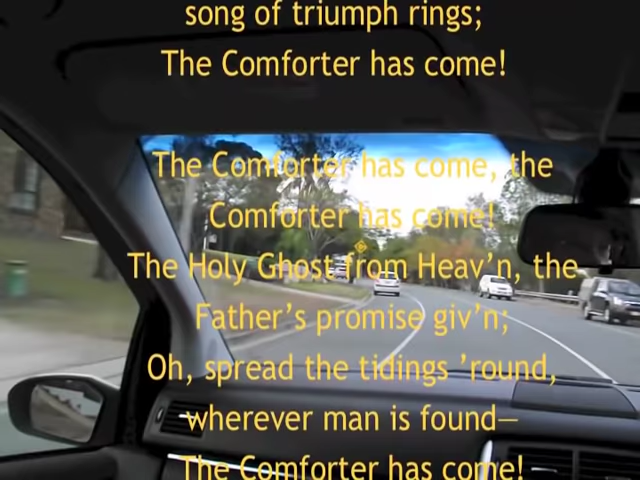 song of triumph rings;
The Comforter has come!
The Comforter has come, the
Comforter has come!
The Holy Ghost from Heav’n, the
Father’s promise giv’n;
Oh, spread the tidings ’round,
wherever man is found—
The Comforter has come!